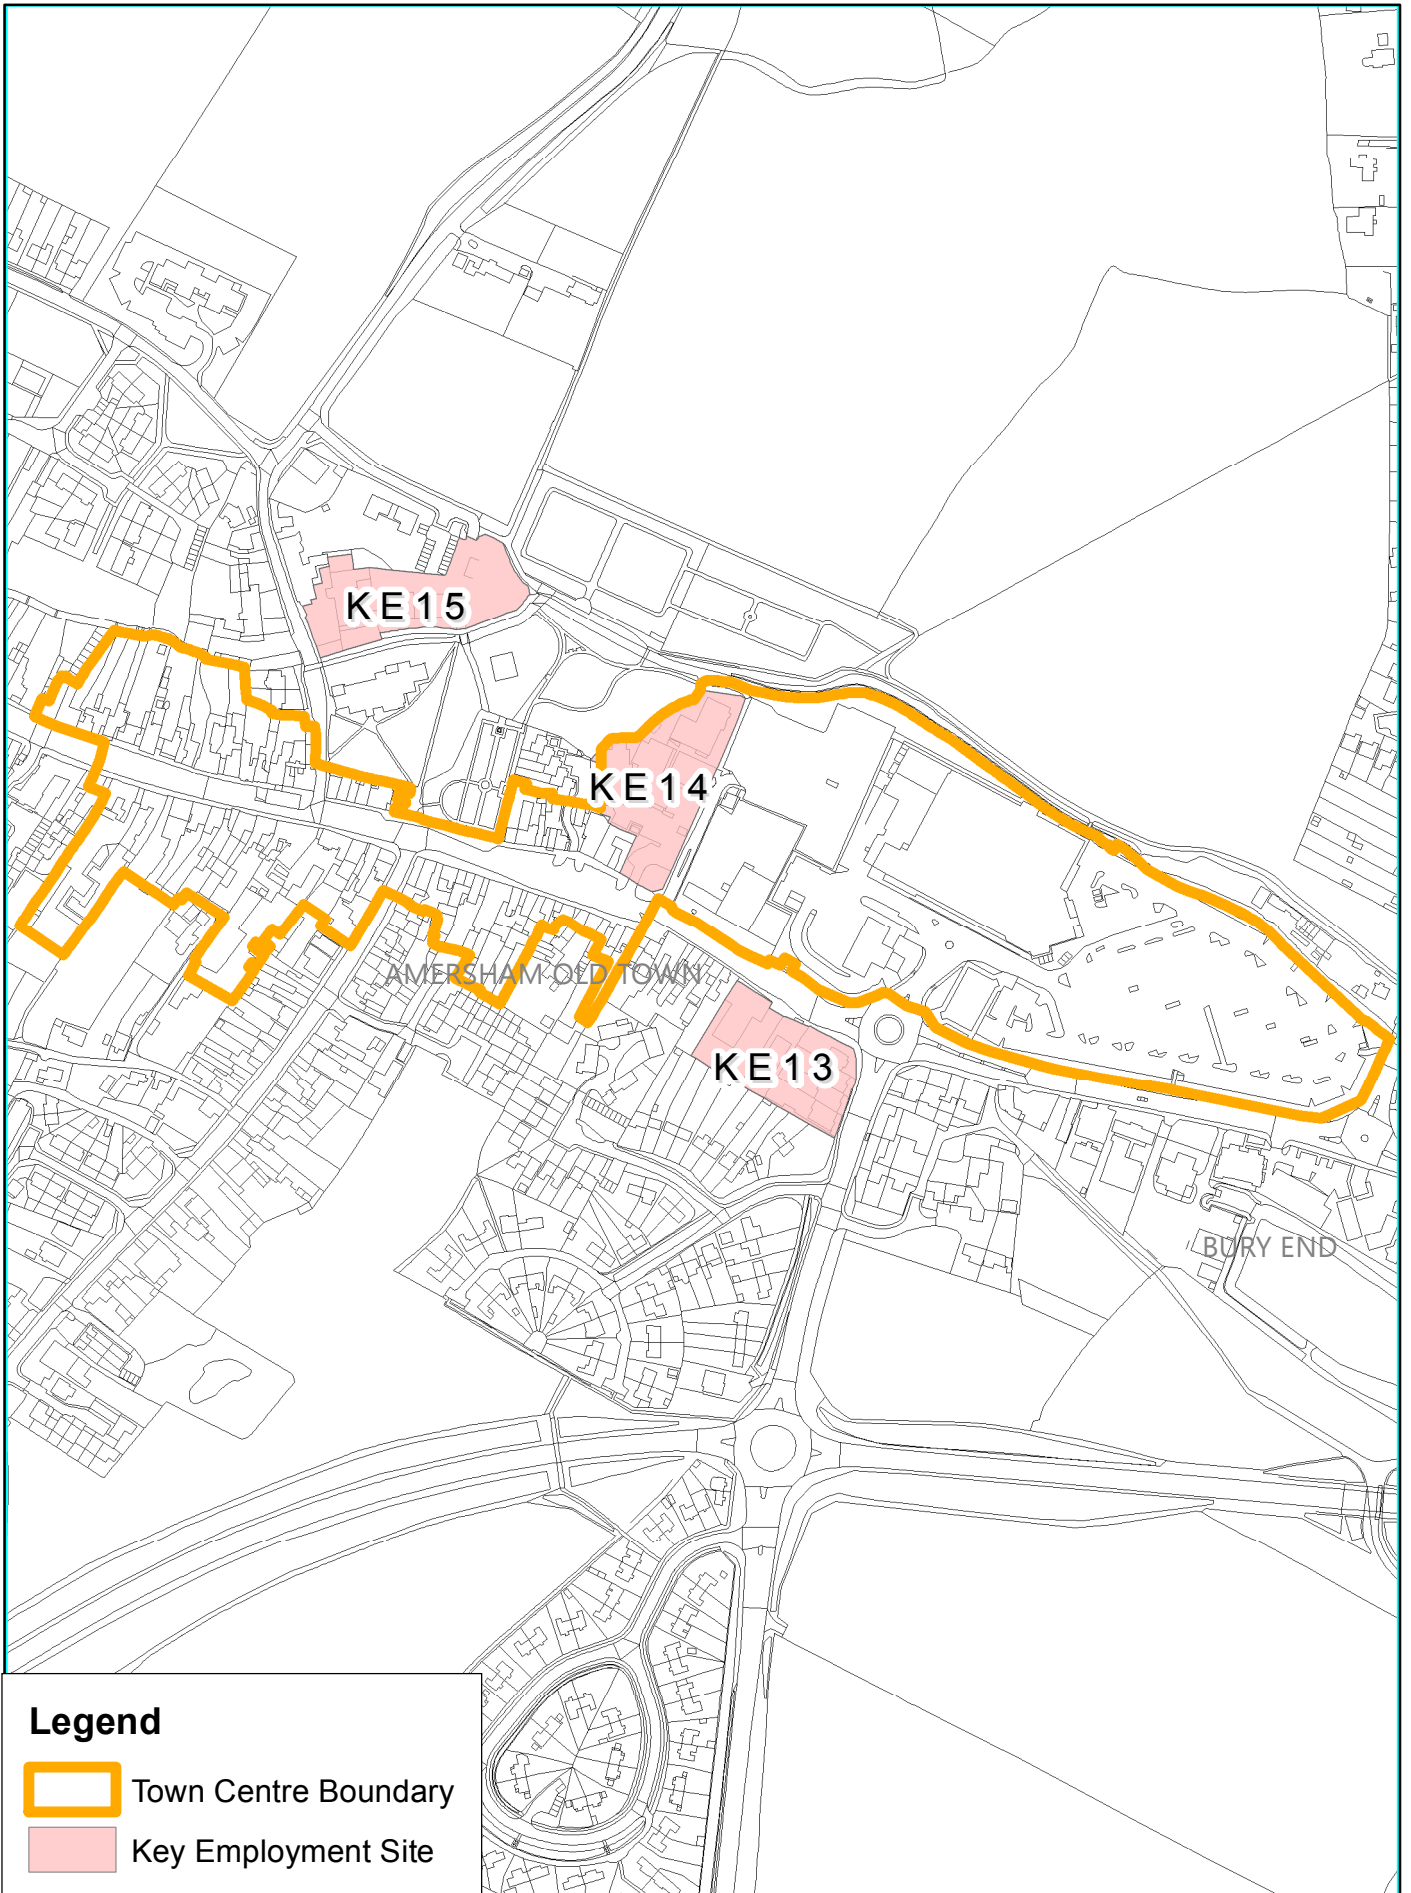 KE15
KE14
AMERSHAM OLD TOWN
KE13
BURY END
Legend
Town Centre Boundary
Key Employment Site